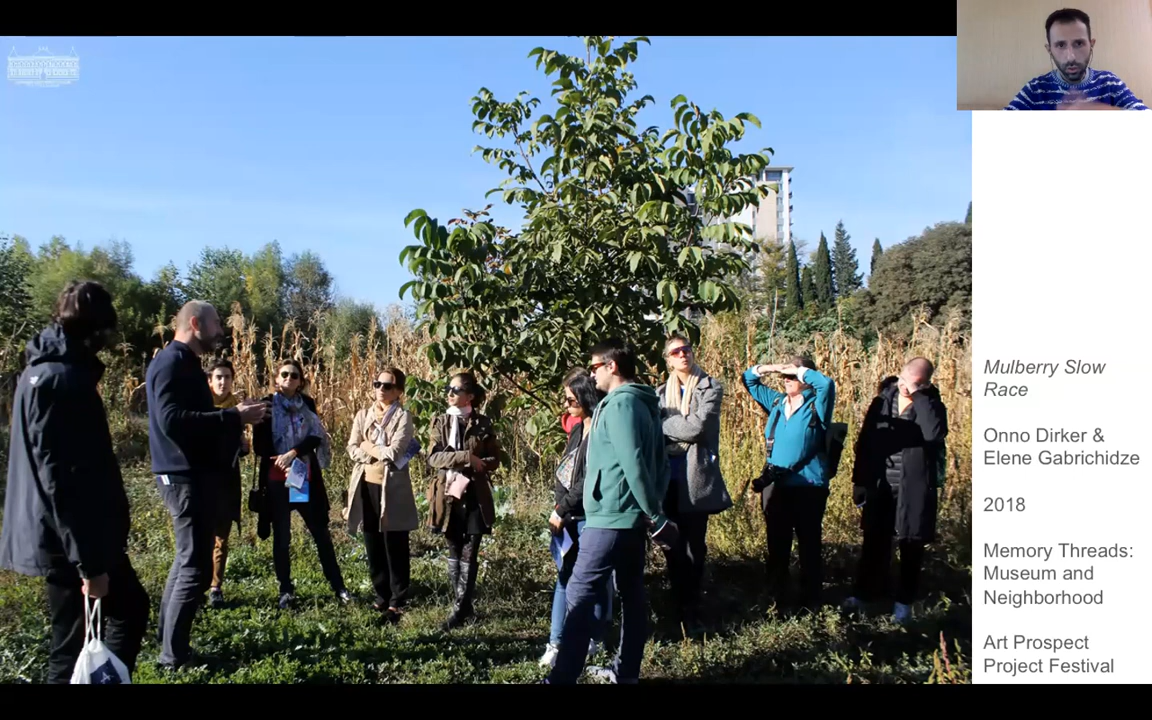 Mulberry Slow
Race
Onno Dirker &
Elene Gabrichidze
2018
Memory Threads:
Museum and
Neighborhood
Art Prospect
Project Festival